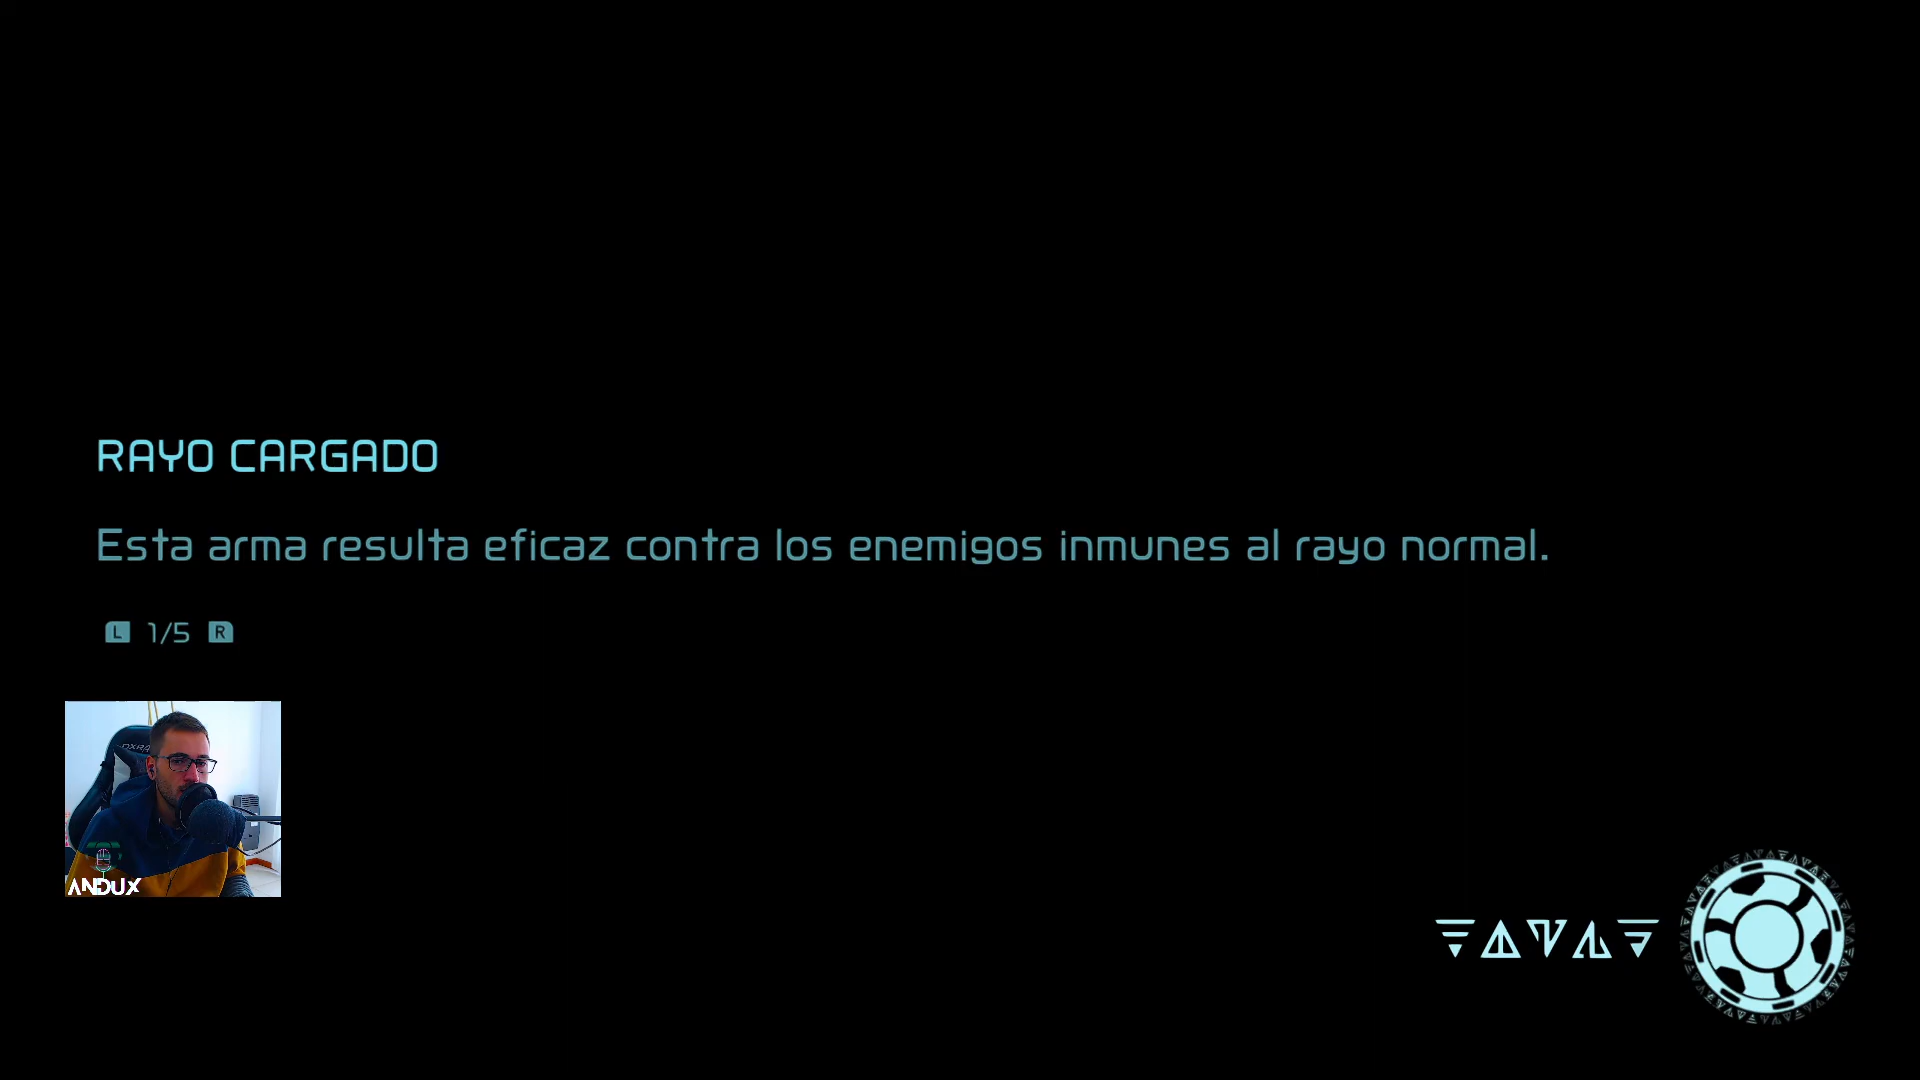 RAYO CARGADO
Esta arma resulta eficaz contra los enemigos inmunes al rayo normal.
L 1/5 R
ANDUX